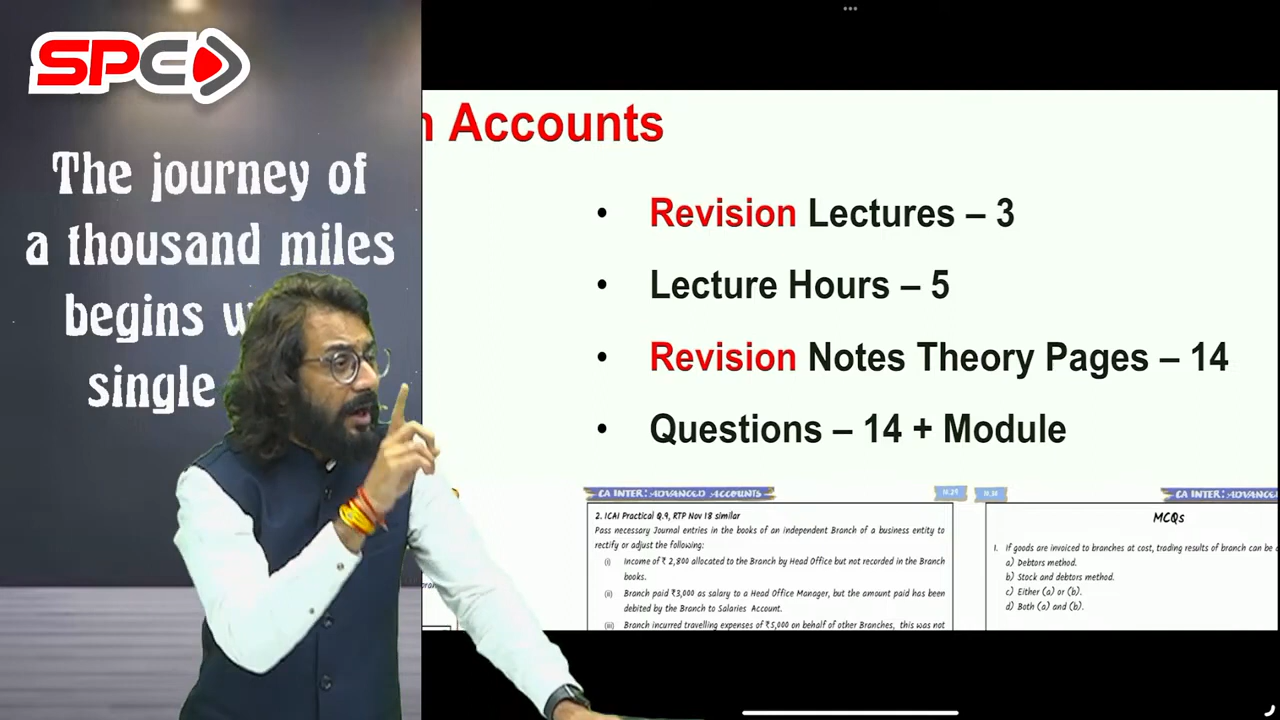 SPED
The journey of
a thousand miles
begins w
single
n Accounts
• Revision Lectures – 3
• Lecture Hours – 5
• Revision Notes Theory Pages – 14
• Questions – 14 + Module
CA INTER: ADVANCED ACCOUNTS
2. ICAI Practical Q.9, RTP Nov 18 similar
Pass necessary Journal entries in the books of an independent Branch of a business entity to
rectify or adjust the following:
(i) Income of ₹ 2,800 allocated to the Branch by Head Office but not recorded in the Branch
books.
(ii) Branch paid ₹3,000 as salary to a Head Office Manager, but the amount paid has been
debited by the Branch to Salaries Account.
(iii) Branch incurred travelling expenses of ₹5,000 on behalf of other Branches, this was not
CA INTER: ADVANCE
MCQs
1. If goods are invoiced to branches at cost, trading results of branch can be
a) Debtors method.
b) Stock and debtors method.
c) Either (a) or (b).
d) Both (a) and (b).